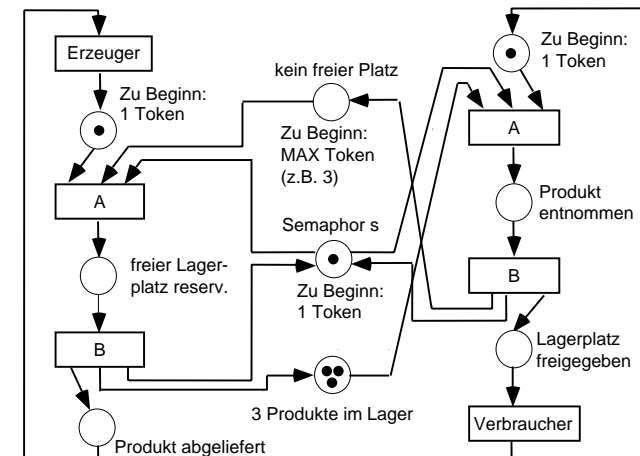 Erzeuger
Zu Beginn:
1 Token
A
freier Lager-
platz reserv.
B
Produkt abgeliefert
kein freier Platz
Zu Beginn:
MAX Token
(z.B. 3)
Semaphor s
Zu Beginn:
1 Token
3 Produkte im Lager
Zu Beginn:
1 Token
A
Produkt
entnommen
B
Lagerplatz
freigegeben
Verbraucher